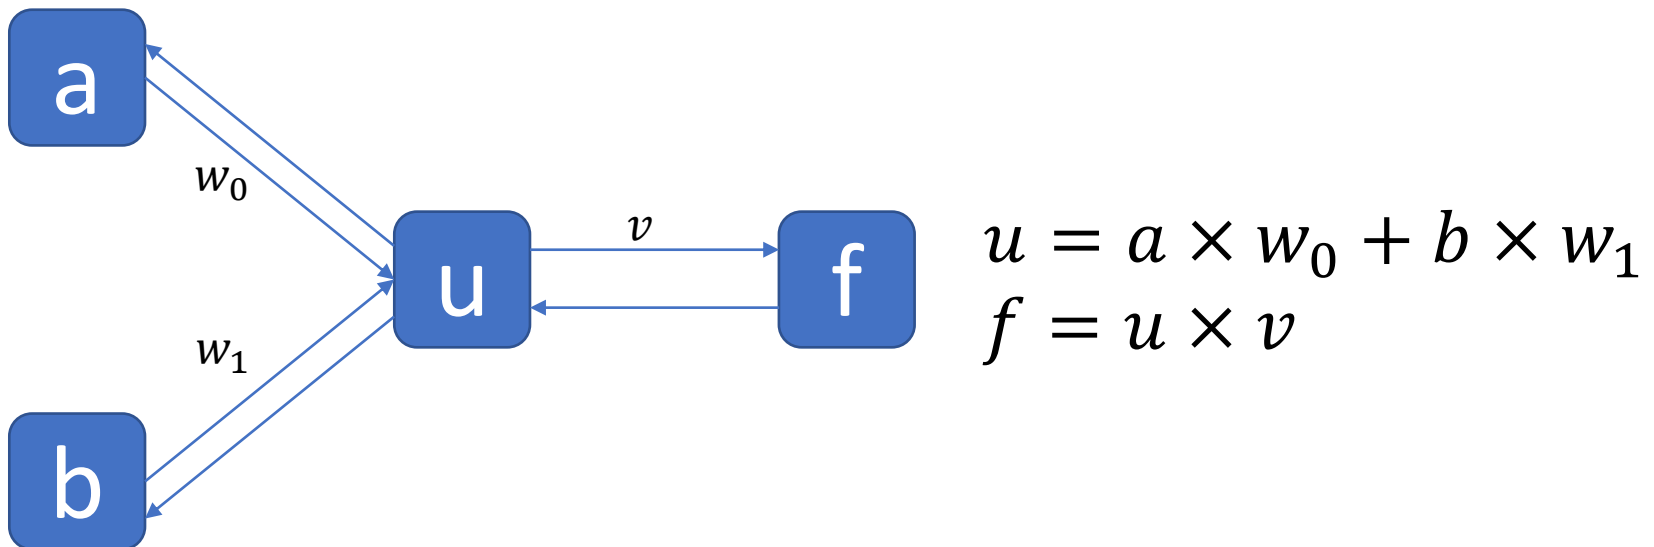 a
w₀
u
v
f
w₁
b
u = a × w₀ + b × w₁
f = u × v